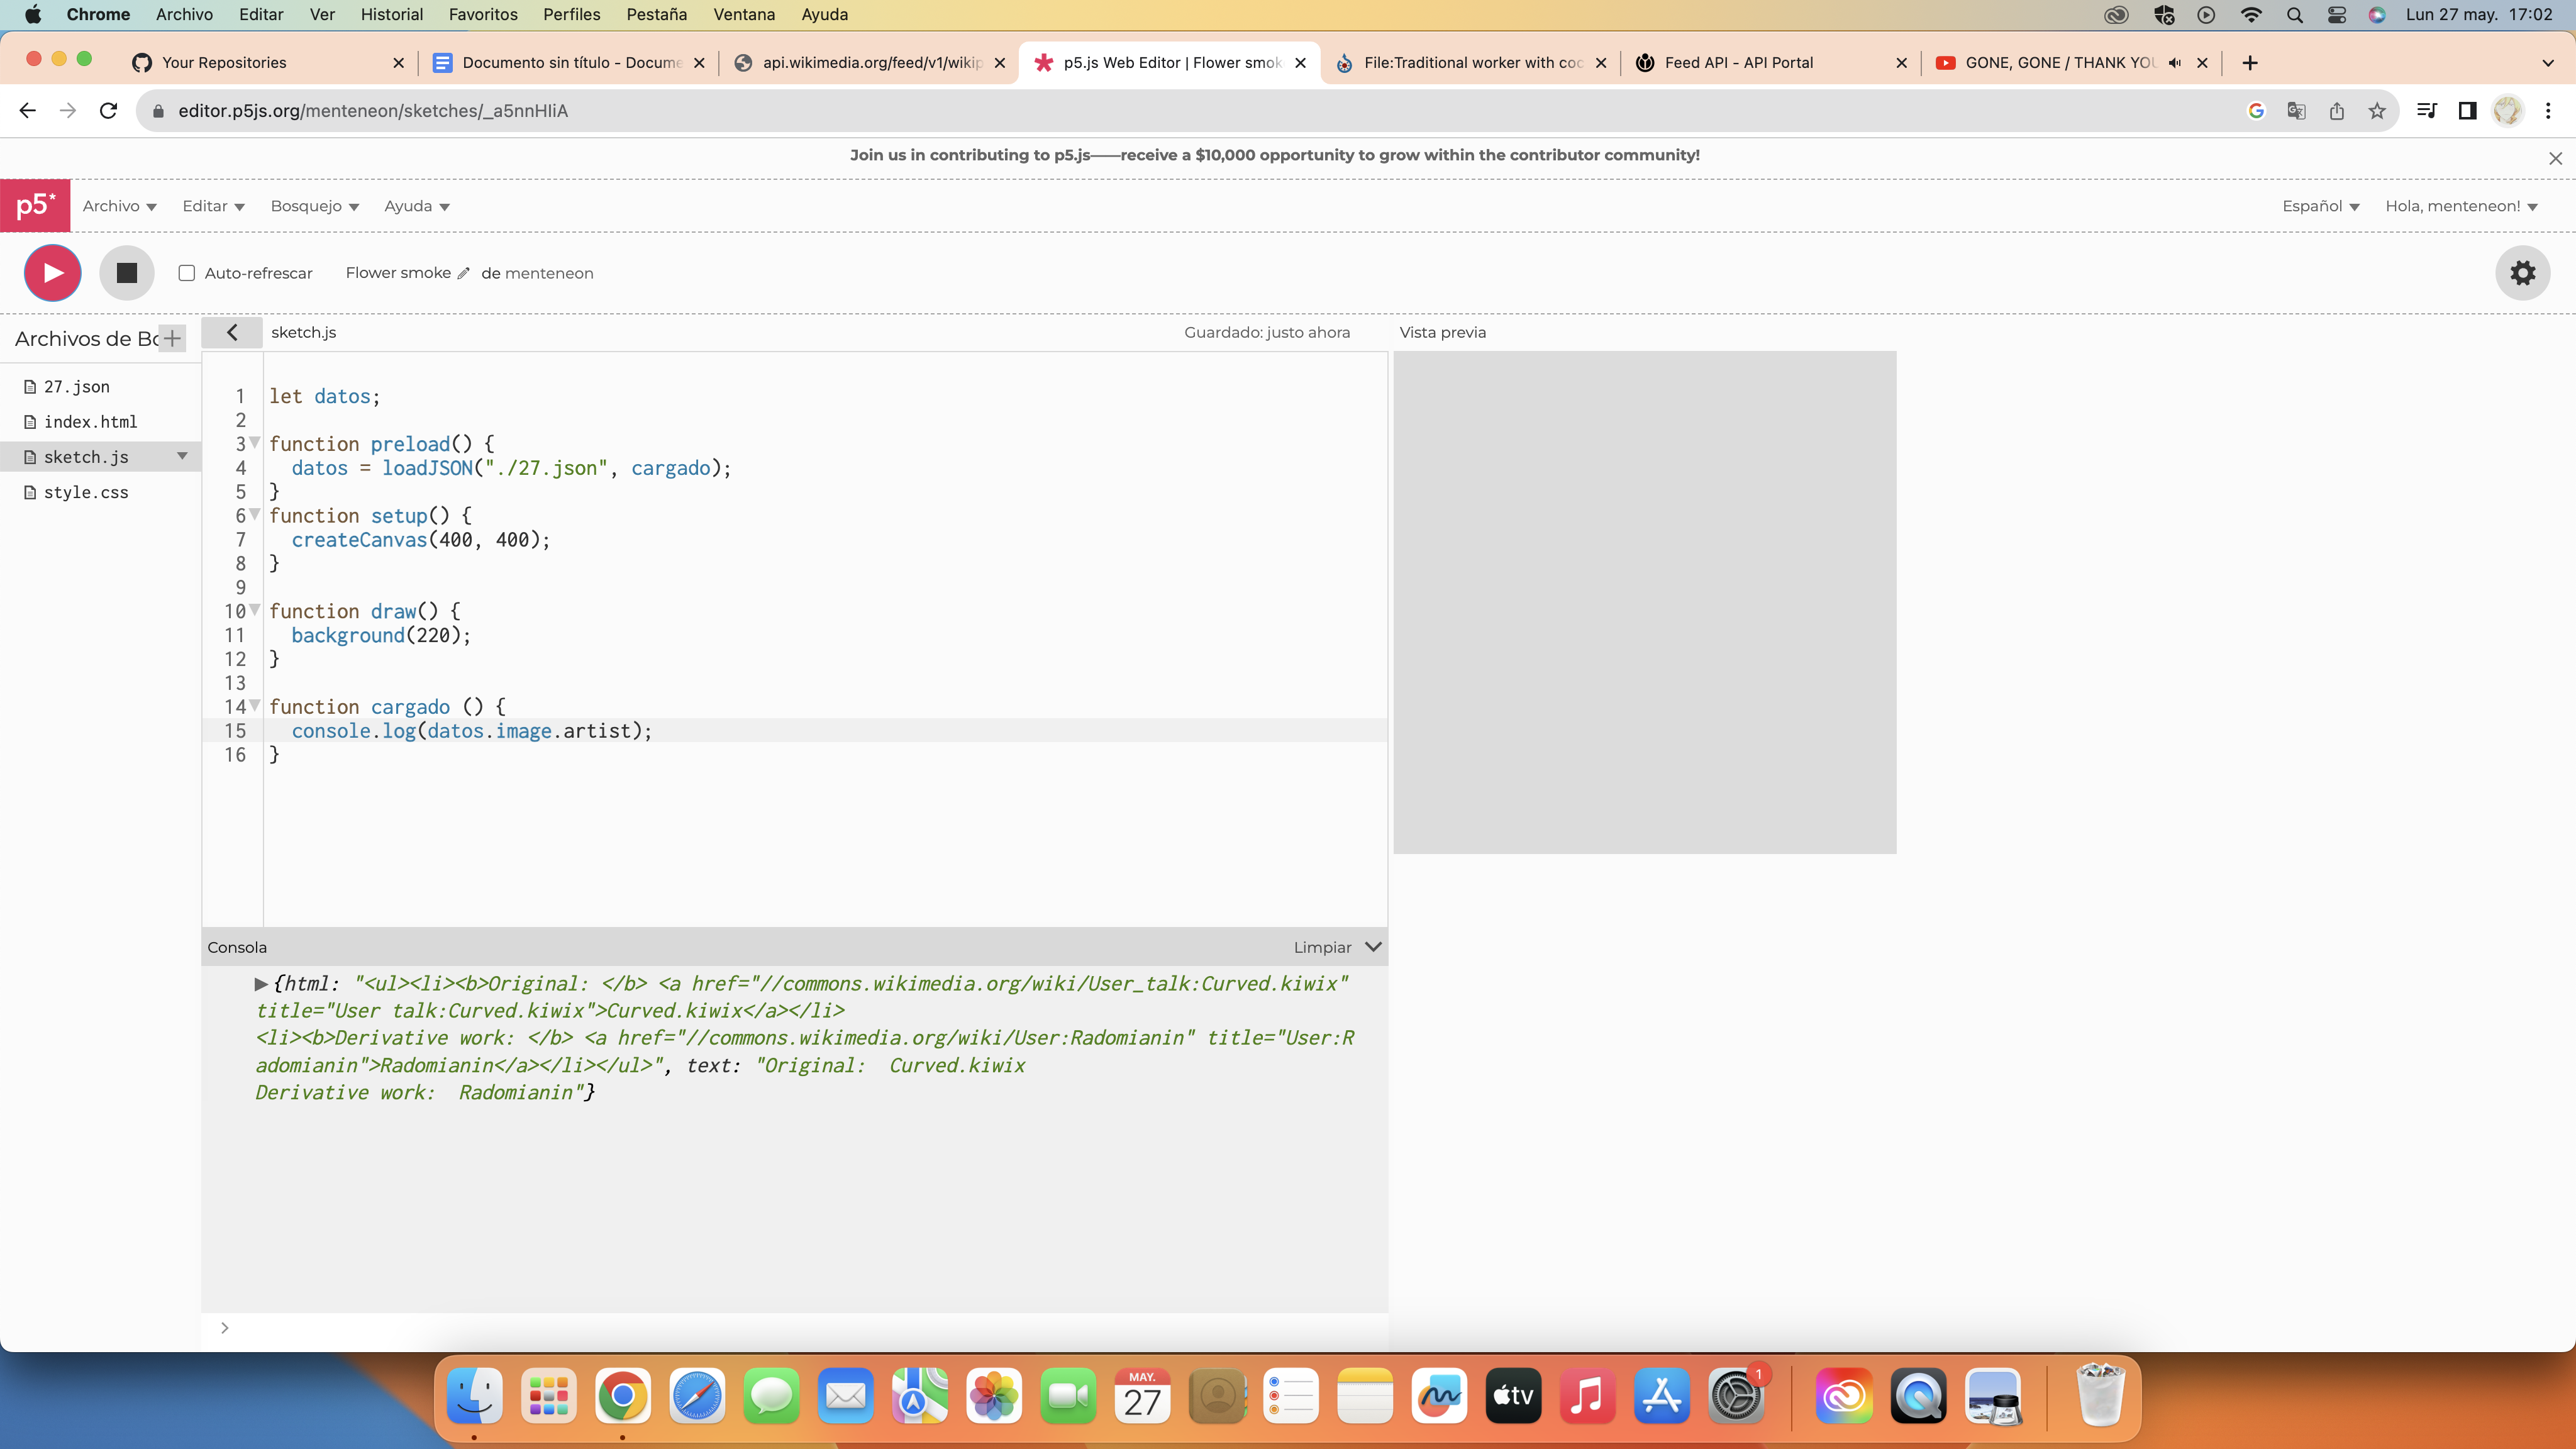 Chrome Archivo Editar Ver Historial Favoritos Perfiles Pestaña Ventana Ayuda Lun 27 may. 17:02
Your Repositories Documento sin título - Docume api.wikimedia.org/feed/v1/wikip p5.js Web Editor | Flower smok File:Traditional worker with coc Feed API - API Portal GONE, GONE / THANK YOU
editor.p5js.org/menteneon/sketches/_a5nnHIiA
Join us in contributing to p5.js——receive a $10,000 opportunity to grow within the contributor community!
p5* Archivo Editar Bosquejo Ayuda Español Hola, menteneon!
Auto-refrescar Flower smoke de menteneon
Archivos de Bo + sketch.js Guardado: justo ahora Vista previa
27.json
index.html
sketch.js
style.css
1 let datos;
2
3 function preload() {
4 datos = loadJSON("./27.json", cargado);
5 }
6 function setup() {
7 createCanvas(400, 400);
8 }
9
10 function draw() {
11 background(220);
12 }
13
14 function cargado () {
15 console.log(datos.image.artist);
16 }
Consola Limpiar
{html: "<ul><li><b>Original: </b> <a href="//commons.wikimedia.org/wiki/User_talk:Curved.kiwix"
title="User talk:Curved.kiwix">Curved.kiwix</a></li>
<li><b>Derivative work: </b> <a href="//commons.wikimedia.org/wiki/User:Radomianin" title="User:R
adomianin">Radomianin</a></li></ul>", text: "Original:  Curved.kiwix
Derivative work:  Radomianin"}
>
MAY.
27
tv
1